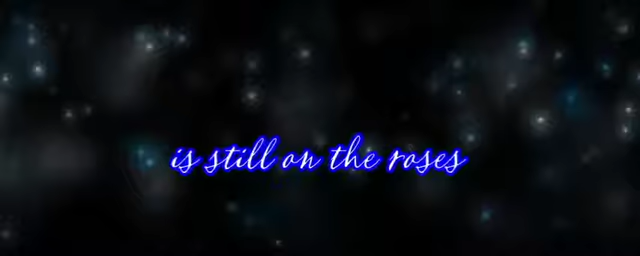 is still on the roses